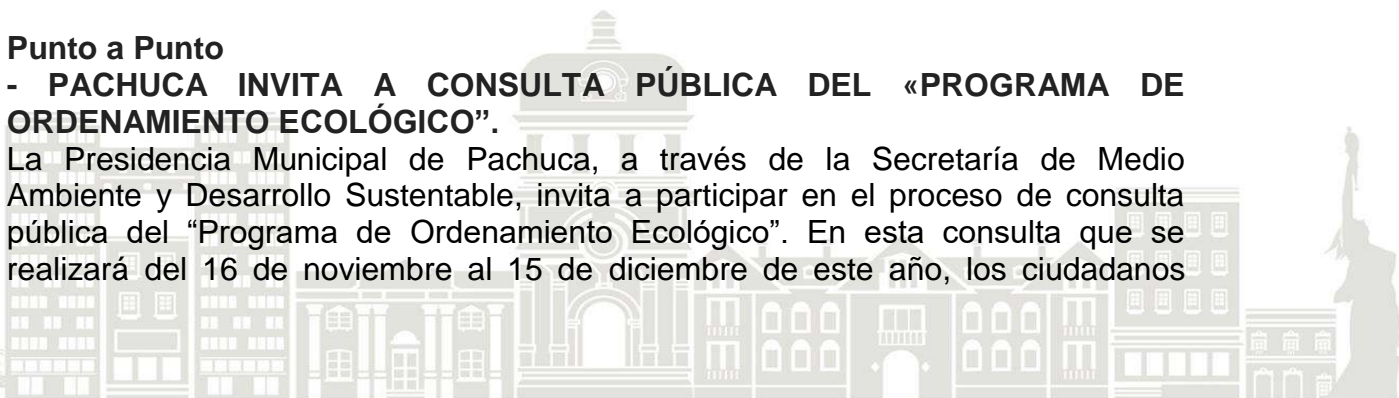 Punto a Punto
- PACHUCA INVITA A CONSULTA PÚBLICA DEL «PROGRAMA DE
ORDENAMIENTO ECOLÓGICO”.
La Presidencia Municipal de Pachuca, a través de la Secretaría de Medio
Ambiente y Desarrollo Sustentable, invita a participar en el proceso de consulta
pública del “Programa de Ordenamiento Ecológico”. En esta consulta que se
realizará del 16 de noviembre al 15 de diciembre de este año, los ciudadanos